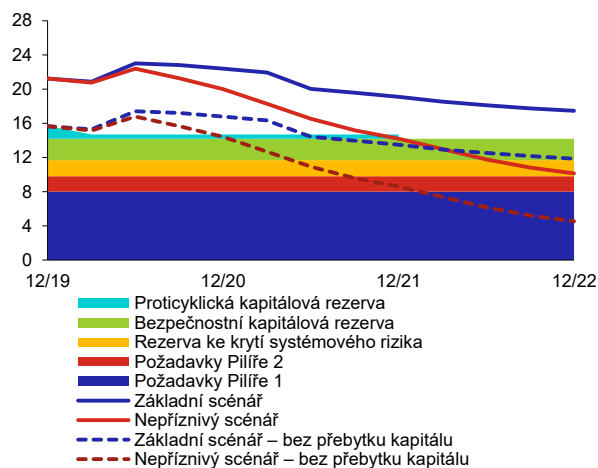 28
24
20
16
12
8
4
0
12/19 12/20 12/21 12/22
Proticyklická kapitálová rezerva
Bezpečnostní kapitálová rezerva
Rezerva ke krytí systémového rizika
Požadavky Pilíře 2
Požadavky Pilíře 1
Základní scénář
Nepříznivý scénář
Základní scénář – bez přebytku kapitálu
Nepříznivý scénář – bez přebytku kapitálu